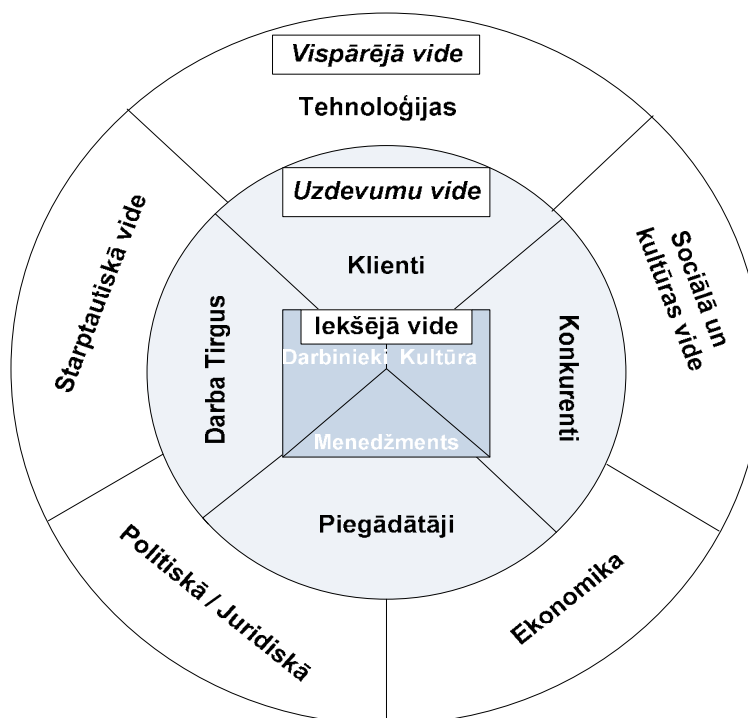 Vispārējā vide
Tehnoloģijas
Uzdevumu vide
Klienti
Starptautiskā vide
Sociālā un
kultūras vide
Darba Tirgus
Iekšējā vide
Darbinieki Kultūra
Konkurenti
Menedžments
Piegādātāji
Politiskā / Juridiskā
Ekonomika